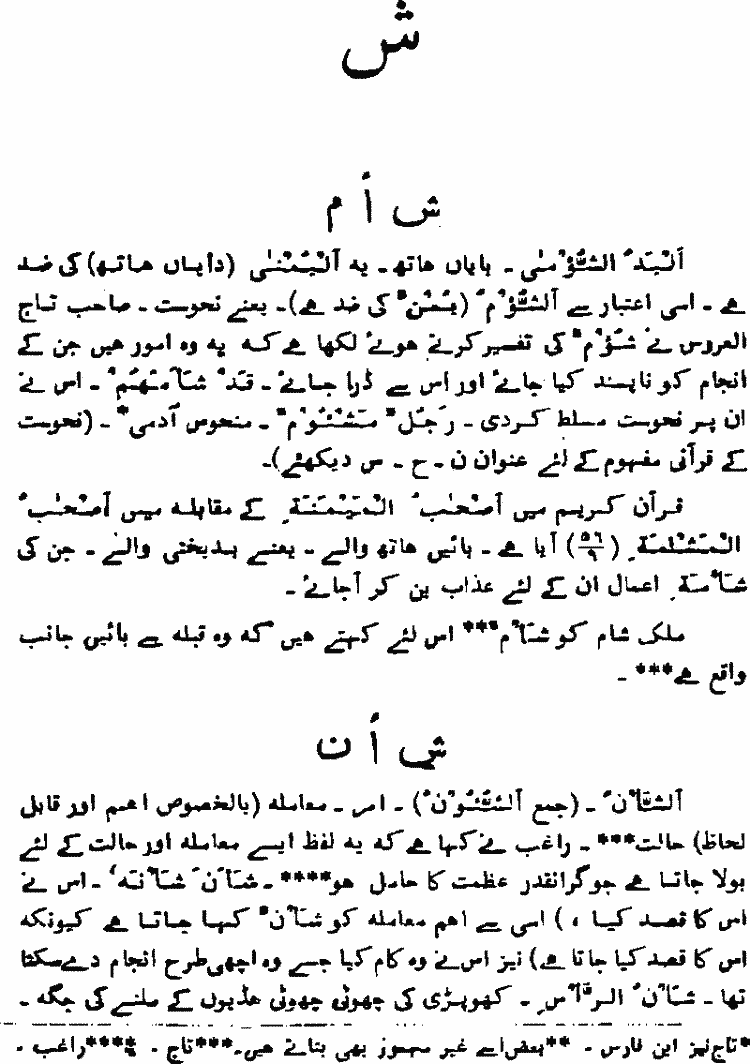 ش
ش أ م
اَلْيَدُ الشُّؤْمٰى ۔ بایاں ہاتھ ۔ یہ اَلْیُمْنٰى (دایاں ہاتھ) کی ضد
ہے ۔ اسی اعتبار سے اَلشُّؤْمُ (یُمْنٌ کی ضد ہے) ۔ یعنے نحوست ۔ صاحب تاج
العروس نے شُؤْمٌ کی تفسیر کرتے ہوئے لکھا ہے کہ یہ وہ امور ہیں جن کے
انجام کو ناپسند کیا جائے اور اس سے ڈرا جائے ۔ قَدْ شَأَمَهُمْ ۔ اس نے
ان پر نحوست مسلط کردی ۔ رَجُلٌ مَشْئُوْمٌ ۔ منحوس آدمی* ۔ (نحوست
کے قرآنی مفہوم کے لئے عنوان ن ۔ ح ۔ س دیکھئے) ۔
قرآن کریم میں اَصْحٰبُ الْمَیْمَنَةِ کے مقابلہ میں اَصْحٰبُ
الْمَشْئَمَةِ (۵۶/۹) آیا ہے ۔ بائیں ہاتھ والے ۔ یعنے بدبختی والے ۔ جن کی
شَأْمَةِ اعمال ان کے لئے عذاب بن کر آجائے ۔
ملک شام کو شَأْمٌ*** اس لئے کہتے ہیں کہ وہ قبلہ سے بائیں جانب
واقع ہے*** ۔
ش أ ن
اَلشَّأْنُ ۔ (جمع اَلشُّئُوْنُ) ۔ امر ۔ معاملہ (بالخصوص اہم اور قابل
لحاظ) حالت*** ۔ راغب نے کہا ہے کہ یہ لفظ ایسے معاملہ اور حالت کے لئے
بولا جاتا ہے جو گرانقدر عظمت کا حامل ہو**** ۔ شَأَنَ شَأْنَهُ ۔ اس نے
اس کا قصد کیا ، ) اسی سے اہم معاملہ کو شَأْنٌ کہا جاتا ہے کیونکہ
اس کا قصد کیا جاتا ہے) نیز اس نے وہ کام کیا جسے وہ اچھی طرح انجام دے سکتا
تھا ۔ شَأْنُ الرَّأْسِ ۔ کھوپڑی کی چھوٹی چھوٹی ہڈیوں کے ملنے کی جگہ ۔
*تاج نیز ابن فارس ۔ **بعض اسے غیر مہموز بھی بتاتے ہیں ۔ ***تاج ۔ ****راغب ۔